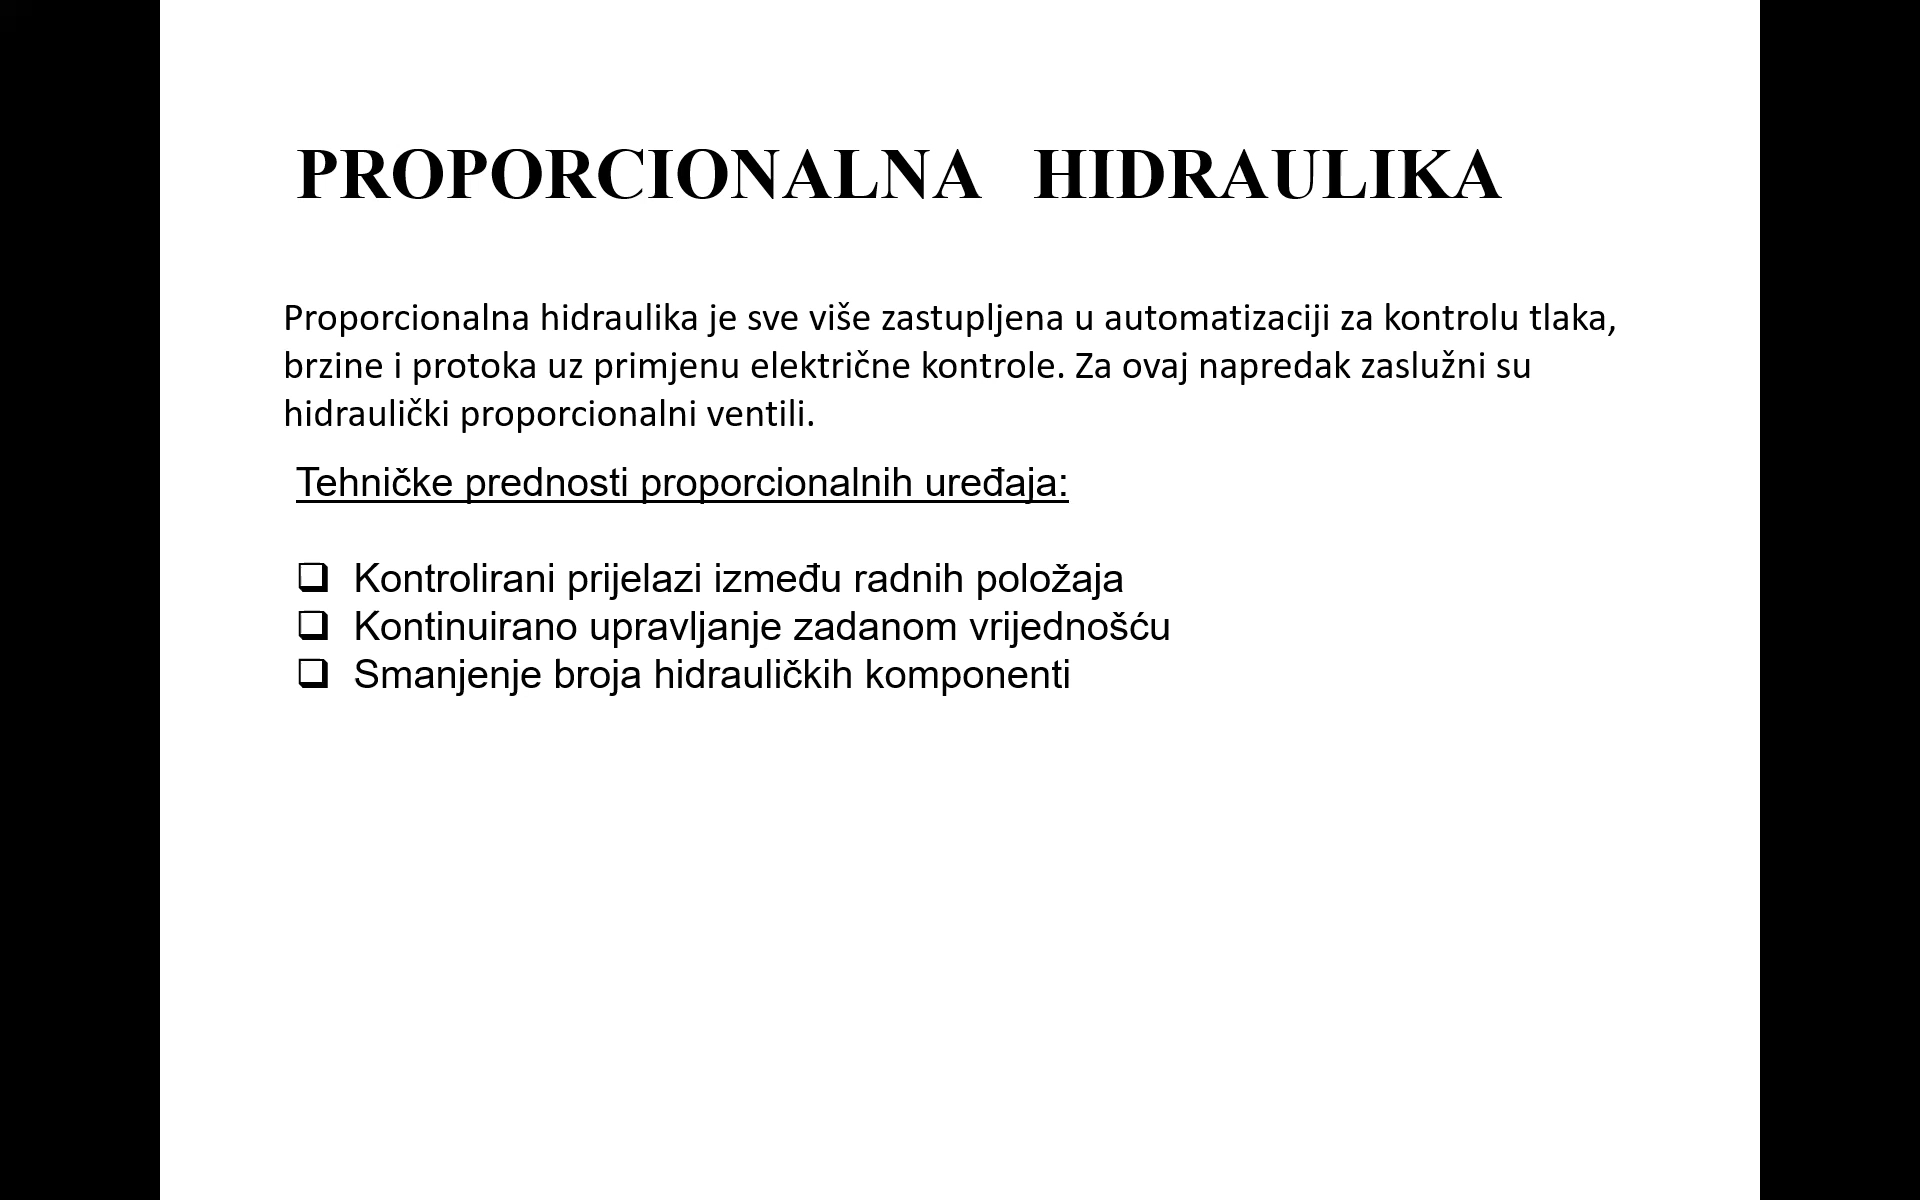 PROPORCIONALNA HIDRAULIKA
Proporcionalna hidraulika je sve više zastupljena u automatizaciji za kontrolu tlaka,
brzine i protoka uz primjenu električne kontrole. Za ovaj napredak zaslužni su
hidraulički proporcionalni ventili.
Tehničke prednosti proporcionalnih uređaja:
❑ Kontrolirani prijelazi između radnih položaja
❑ Kontinuirano upravljanje zadanom vrijednošću
❑ Smanjenje broja hidrauličkih komponenti